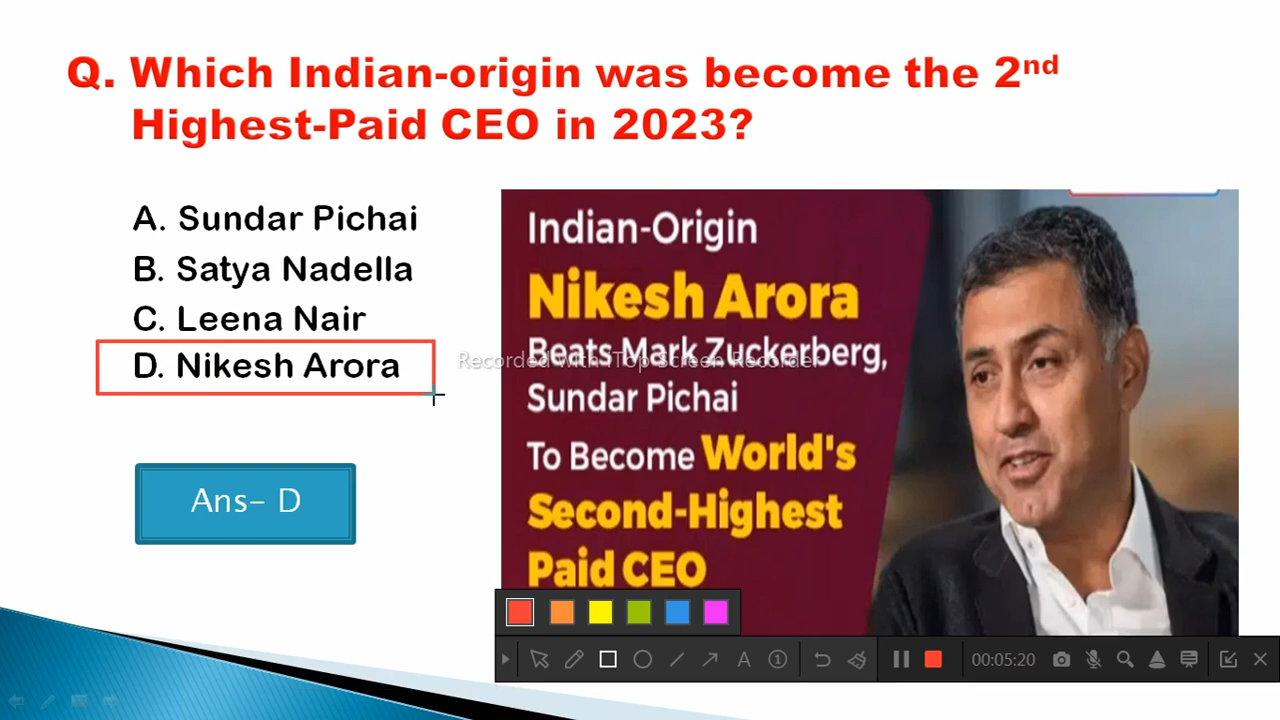 Q. Which Indian-origin was become the 2nd
Highest-Paid CEO in 2023?
A. Sundar Pichai
B. Satya Nadella
C. Leena Nair
D. Nikesh Arora
Ans- D
Indian-Origin
Nikesh Arora
Beats Mark Zuckerberg,
Sundar Pichai
To Become World's
Second-Highest
Paid CEO
Recorded with iTop Screen Recorder
A
1
00:05:20